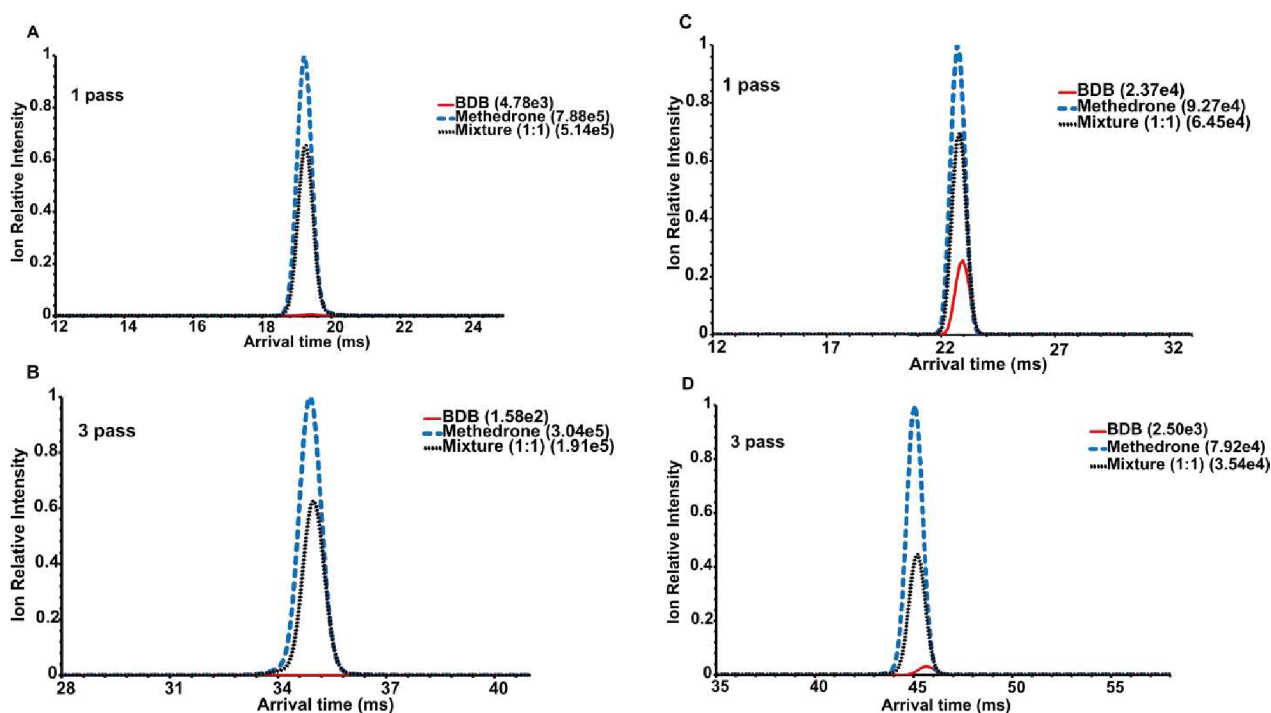 A
1
0.8
0.6
0.4
0.2
0
Ion Relative Intensity
1 pass
BDB (4.78e3)
Methedrone (7.88e5)
Mixture (1:1) (5.14e5)
12 14 16 18 20 22 24
Arrival time (ms)
B
1
0.8
0.6
0.4
0.2
0
Ion Relative Intensity
3 pass
BDB (1.58e2)
Methedrone (3.04e5)
Mixture (1:1) (1.91e5)
28 31 34 37 40
Arrival time (ms)
C
1
0.8
0.6
0.4
0.2
0
Ion Relative Intensity
1 pass
BDB (2.37e4)
Methedrone (9.27e4)
Mixture (1:1) (6.45e4)
12 17 22 27 32
Arrival time (ms)
D
1
0.8
0.6
0.4
0.2
0
Ion Relative Intensity
3 pass
BDB (2.50e3)
Methedrone (7.92e4)
Mixture (1:1) (3.54e4)
35 40 45 50 55
Arrival time (ms)